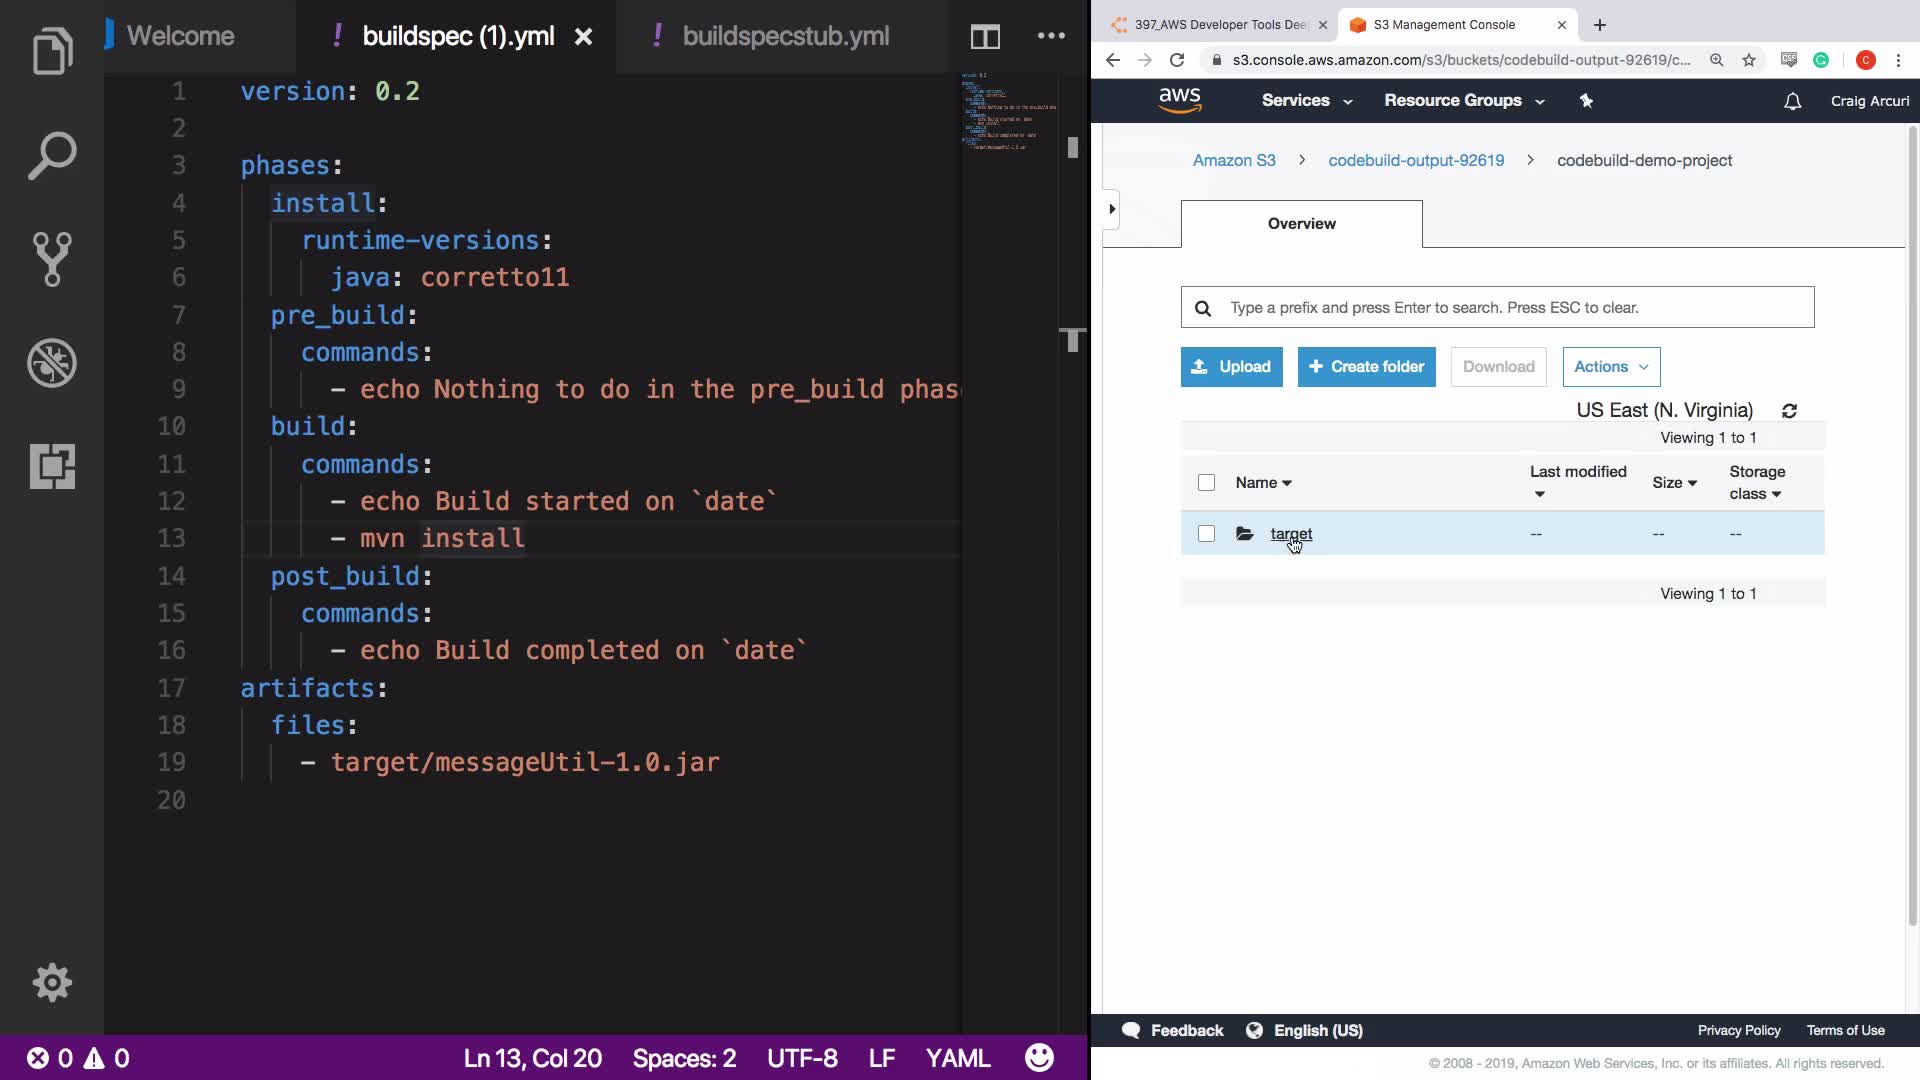 Welcome
! buildspec (1).yml ×
! buildspecstub.yml
1 version: 0.2
2
3 phases:
4 install:
5 runtime-versions:
6 java: corretto11
7 pre_build:
8 commands:
9 - echo Nothing to do in the pre_build phas
10 build:
11 commands:
12 - echo Build started on `date`
13 - mvn install
14 post_build:
15 commands:
16 - echo Build completed on `date`
17 artifacts:
18 files:
19 - target/messageUtil-1.0.jar
20
0 0
Ln 13, Col 20 Spaces: 2 UTF-8 LF YAML
397_AWS Developer Tools Dee
S3 Management Console
s3.console.aws.amazon.com/s3/buckets/codebuild-output-92619/c...
C
aws Services Resource Groups Craig Arcuri
Amazon S3 > codebuild-output-92619 > codebuild-demo-project
Overview
Type a prefix and press Enter to search. Press ESC to clear.
Upload + Create folder Download Actions
US East (N. Virginia)
Viewing 1 to 1
Name Last modified Size Storage class
target -- -- --
Viewing 1 to 1
Feedback English (US) Privacy Policy Terms of Use
© 2008 - 2019, Amazon Web Services, Inc. or its affiliates. All rights reserved.